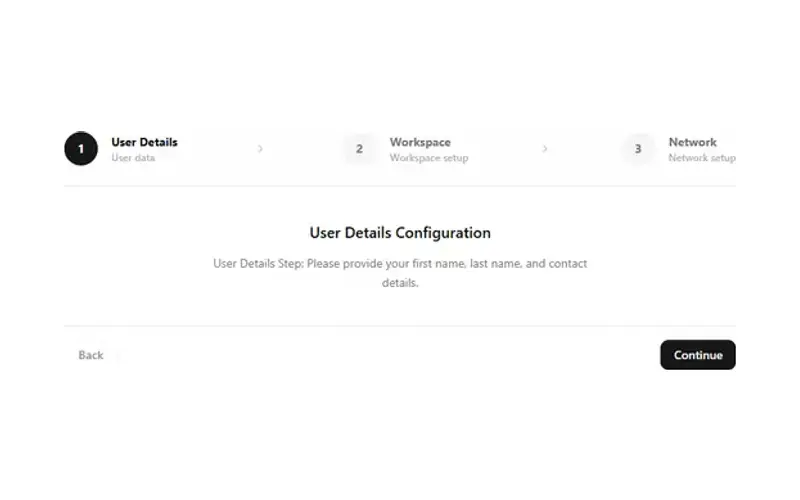 1
User Details
User data
2
Workspace
Workspace setup
3
Network
Network setup
User Details Configuration
User Details Step: Please provide your first name, last name, and contact
details.
Back
Continue